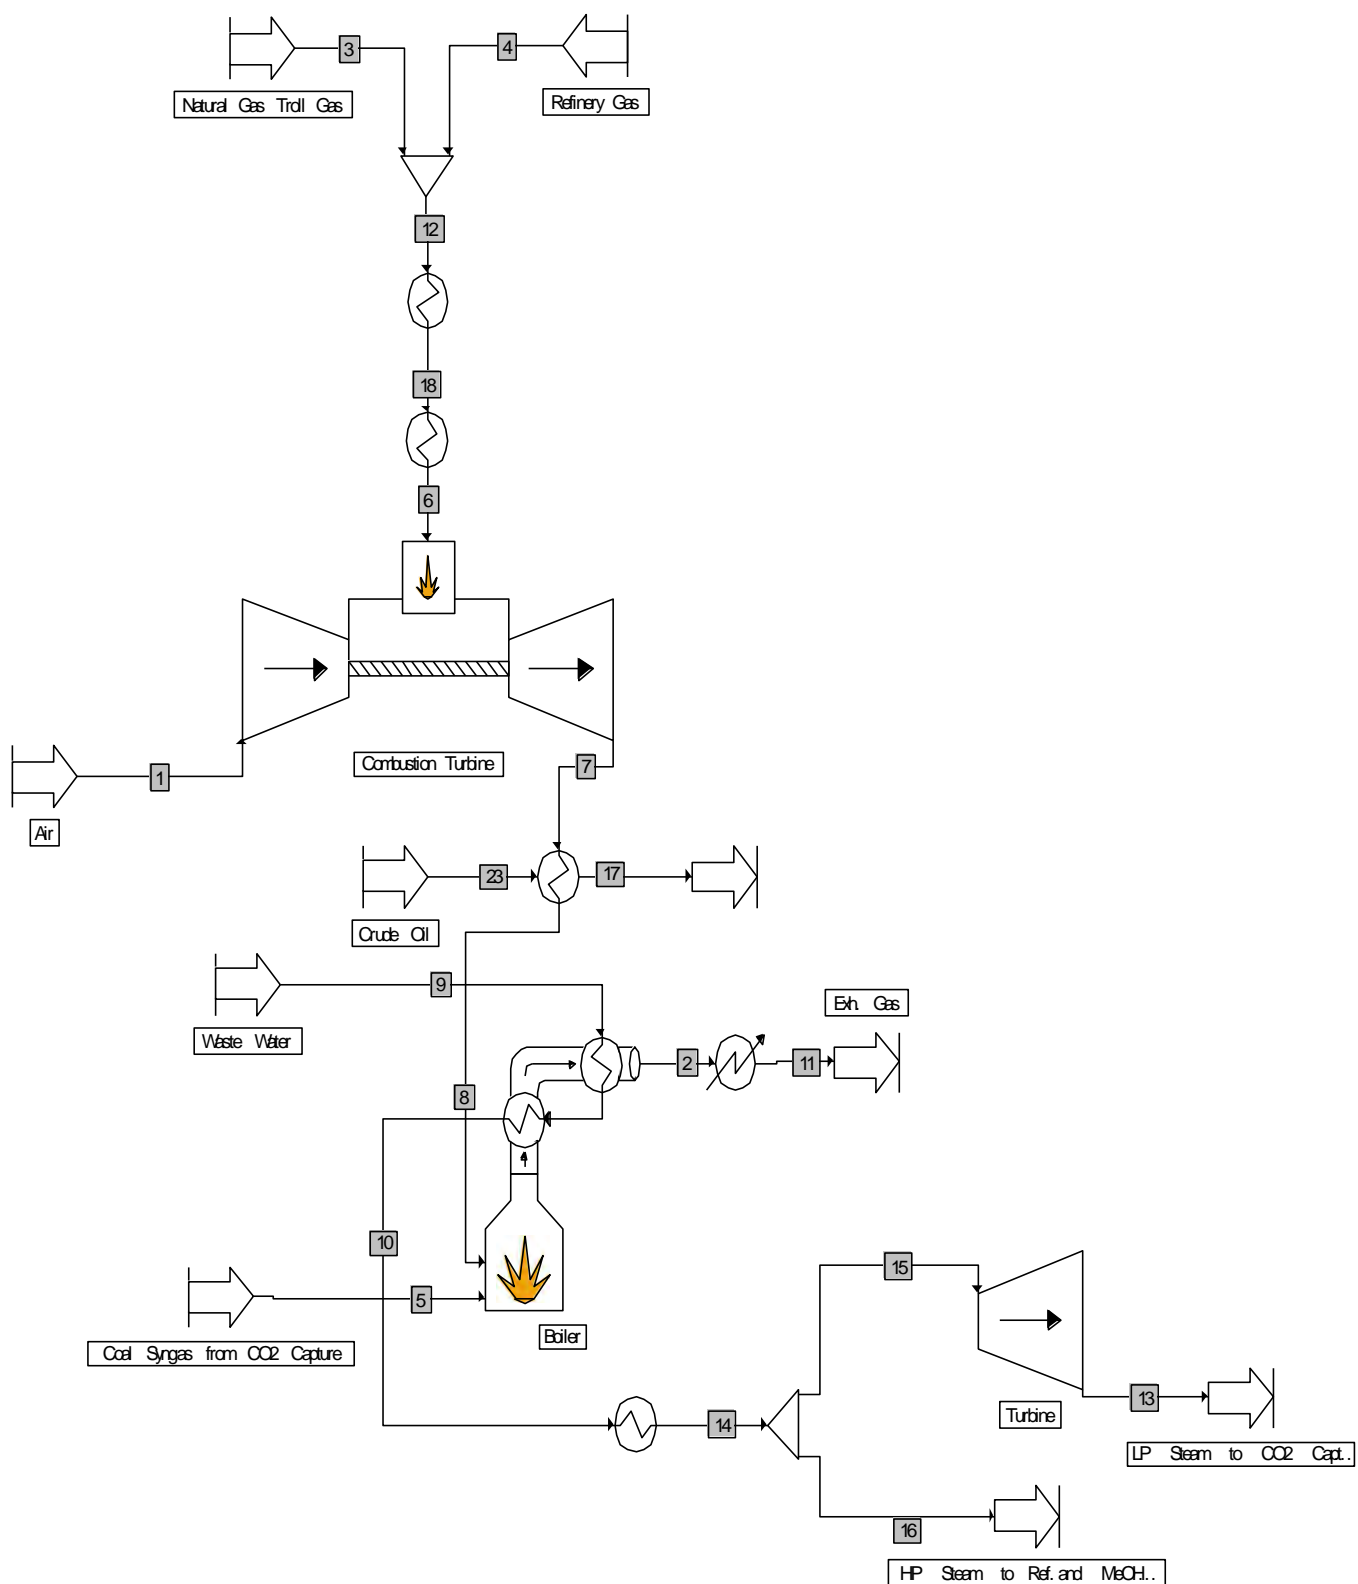 3
4
Natural Gas Troll Gas
Refinery Gas
12
18
6
Combustion Turbine
7
1
Air
23
17
Crude Oil
9
Waste Water
Exh. Gas
2
11
8
10
15
5
Boiler
Coal Syngas from CO2 Capture
13
Turbine
14
LP Steam to CO2 Capt..
16
HP Steam to Ref. and MeOH..